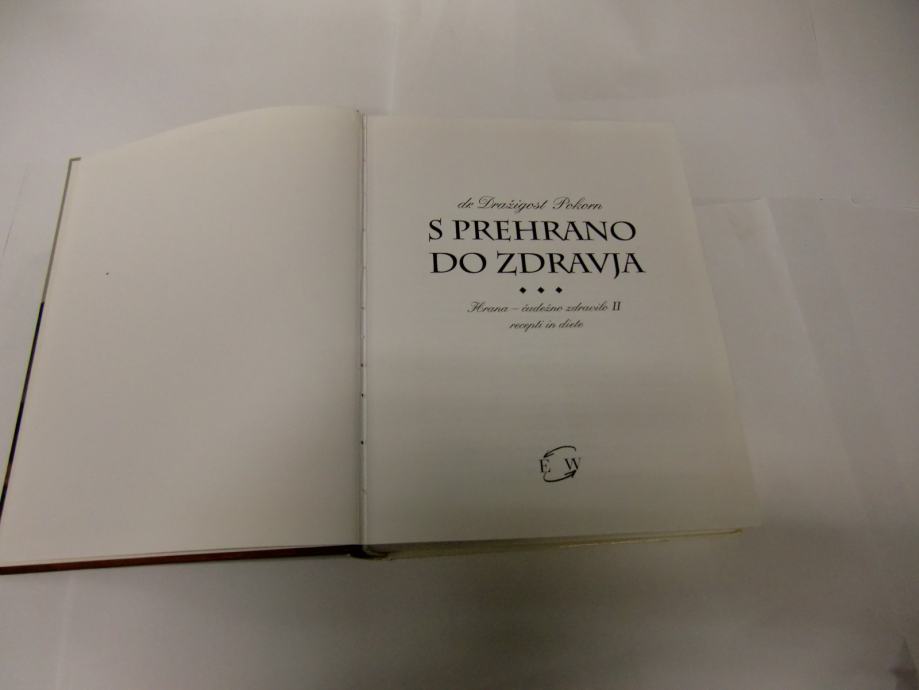 dr. Dražigost Pokorn
S PREHRANO
DO ZDRAVJA
Hrana – čudežno zdravilo II
recepti in diete
E W